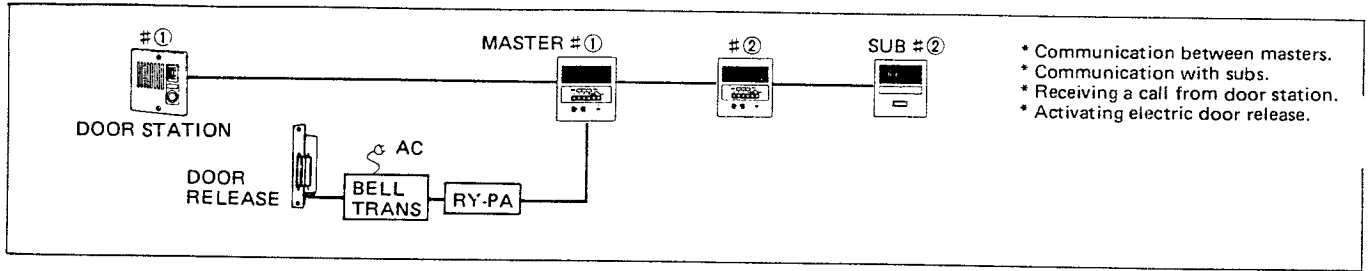 #①
MASTER #①
#②
SUB #②
* Communication between masters.
* Communication with subs.
* Receiving a call from door station.
* Activating electric door release.
DOOR STATION
AC
DOOR
RELEASE
BELL
TRANS
RY-PA